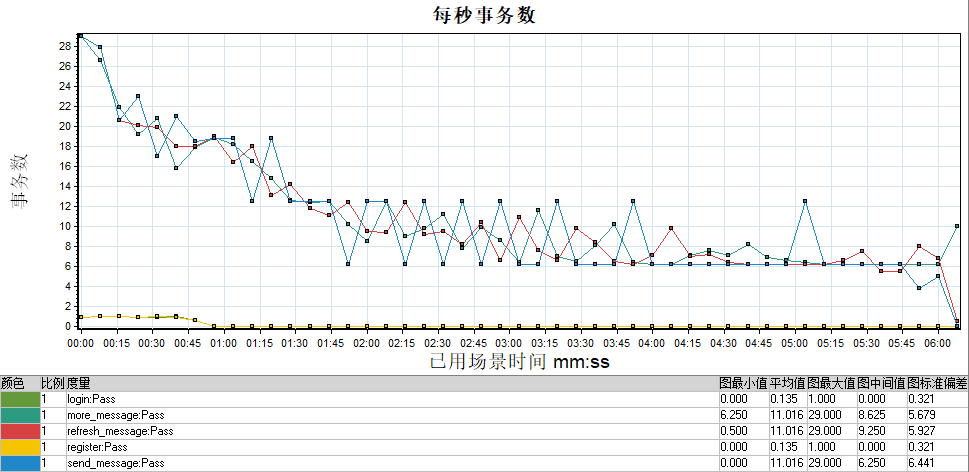 每秒事务数
事务数
28
26
24
22
20
18
16
14
12
10
8
6
4
2
0
00:00 00:15 00:30 00:45 01:00 01:15 01:30 01:45 02:00 02:15 02:30 02:45 03:00 03:15 03:30 03:45 04:00 04:15 04:30 04:45 05:00 05:15 05:30 05:45 06:00
已用场景时间 mm:ss
颜色 比例 度量 图最小值 平均值 图最大值 图中间值 图标准偏差
1 login:Pass 0.000 0.135 1.000 0.000 0.321
1 more_message:Pass 6.250 11.016 29.000 8.625 5.679
1 refresh_message:Pass 0.500 11.016 29.000 9.250 5.927
1 register:Pass 0.000 0.135 1.000 0.000 0.321
1 send_message:Pass 0.000 11.016 29.000 6.250 6.441